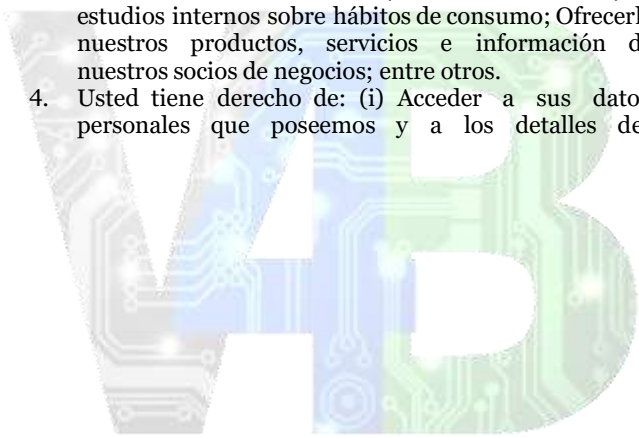 estudios internos sobre hábitos de consumo; Ofrecerl
nuestros productos, servicios e información d
nuestros socios de negocios; entre otros.
4. Usted tiene derecho de: (i) Acceder a sus dato
personales que poseemos y a los detalles de
V4B